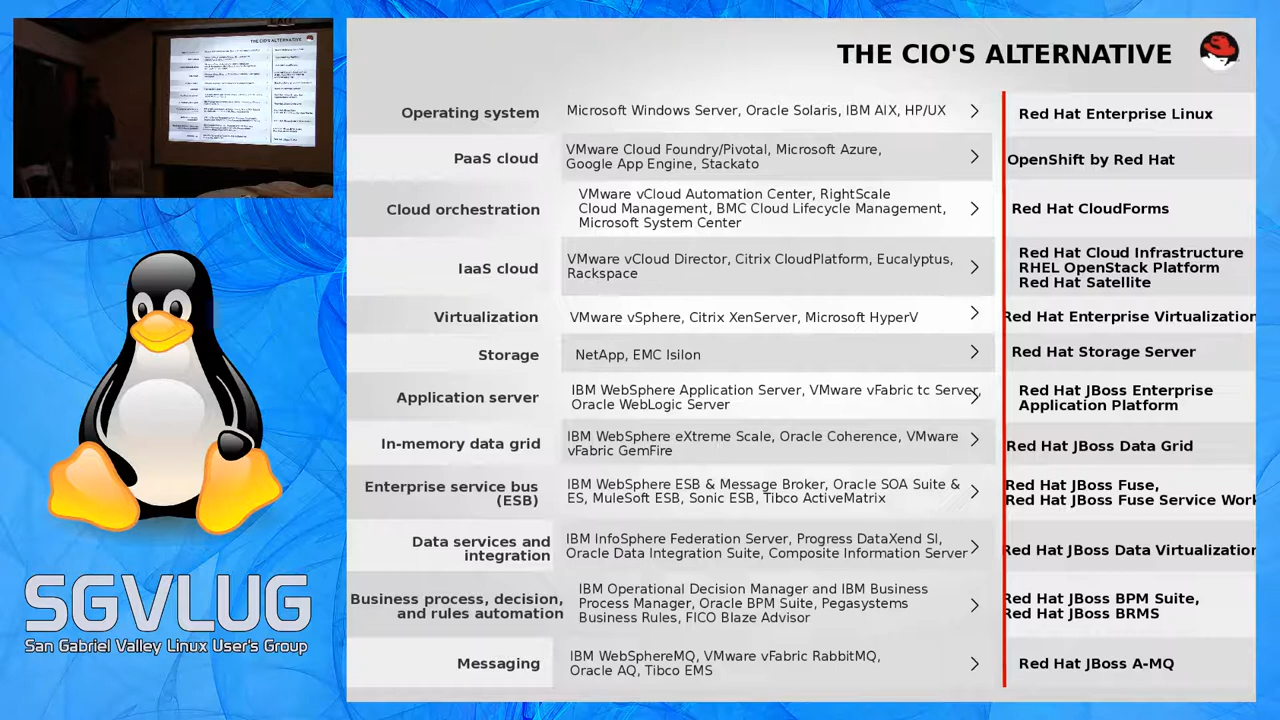 THE CIO'S ALTERNATIVE
Operating system
Microsoft Windows Server, Oracle Solaris, IBM AIX, HP/UX
Red Hat Enterprise Linux
PaaS cloud
VMware Cloud Foundry/Pivotal, Microsoft Azure,
Google App Engine, Stackato
OpenShift by Red Hat
Cloud orchestration
VMware vCloud Automation Center, RightScale
Cloud Management, BMC Cloud Lifecycle Management,
Microsoft System Center
Red Hat CloudForms
IaaS cloud
VMware vCloud Director, Citrix CloudPlatform, Eucalyptus,
Rackspace
Red Hat Cloud Infrastructure
RHEL OpenStack Platform
Red Hat Satellite
Virtualization
VMware vSphere, Citrix XenServer, Microsoft HyperV
Red Hat Enterprise Virtualization
Storage
NetApp, EMC Isilon
Red Hat Storage Server
Application server
IBM WebSphere Application Server, VMware vFabric tc Server,
Oracle WebLogic Server
Red Hat JBoss Enterprise
Application Platform
In-memory data grid
IBM WebSphere eXtreme Scale, Oracle Coherence, VMware
vFabric GemFire
Red Hat JBoss Data Grid
Enterprise service bus
(ESB)
IBM WebSphere ESB & Message Broker, Oracle SOA Suite &
ES, MuleSoft ESB, Sonic ESB, Tibco ActiveMatrix
Red Hat JBoss Fuse,
Red Hat JBoss Fuse Service Work
Data services and
integration
IBM InfoSphere Federation Server, Progress DataXend SI,
Oracle Data Integration Suite, Composite Information Server
Red Hat JBoss Data Virtualization
Business process, decision,
and rules automation
IBM Operational Decision Manager and IBM Business
Process Manager, Oracle BPM Suite, Pegasystems
Business Rules, FICO Blaze Advisor
Red Hat JBoss BPM Suite,
Red Hat JBoss BRMS
Messaging
IBM WebSphereMQ, VMware vFabric RabbitMQ,
Oracle AQ, Tibco EMS
Red Hat JBoss A-MQ
SGVLUG
San Gabriel Valley Linux User's Group
THE CIO'S ALTERNATIVE